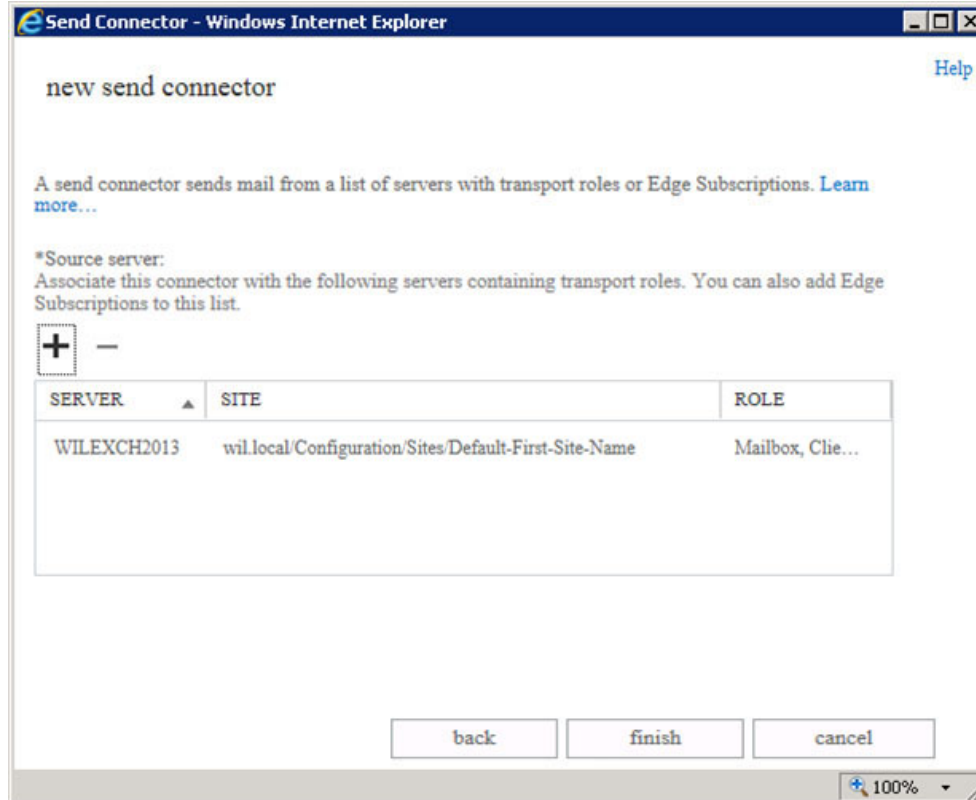 Send Connector - Windows Internet Explorer
Help
new send connector
A send connector sends mail from a list of servers with transport roles or Edge Subscriptions. Learn
more...
*Source server:
Associate this connector with the following servers containing transport roles. You can also add Edge
Subscriptions to this list.
SERVER SITE ROLE
WILEXCH2013 wil.local/Configuration/Sites/Default-First-Site-Name Mailbox, Clie...
back finish cancel
100%